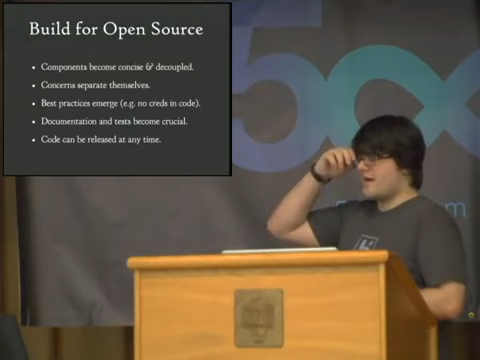 Build for Open Source
Components become concise & decoupled.
Concerns separate themselves.
Best practices emerge (e.g. no creds in code).
Documentation and tests become crucial.
Code can be released at any time.